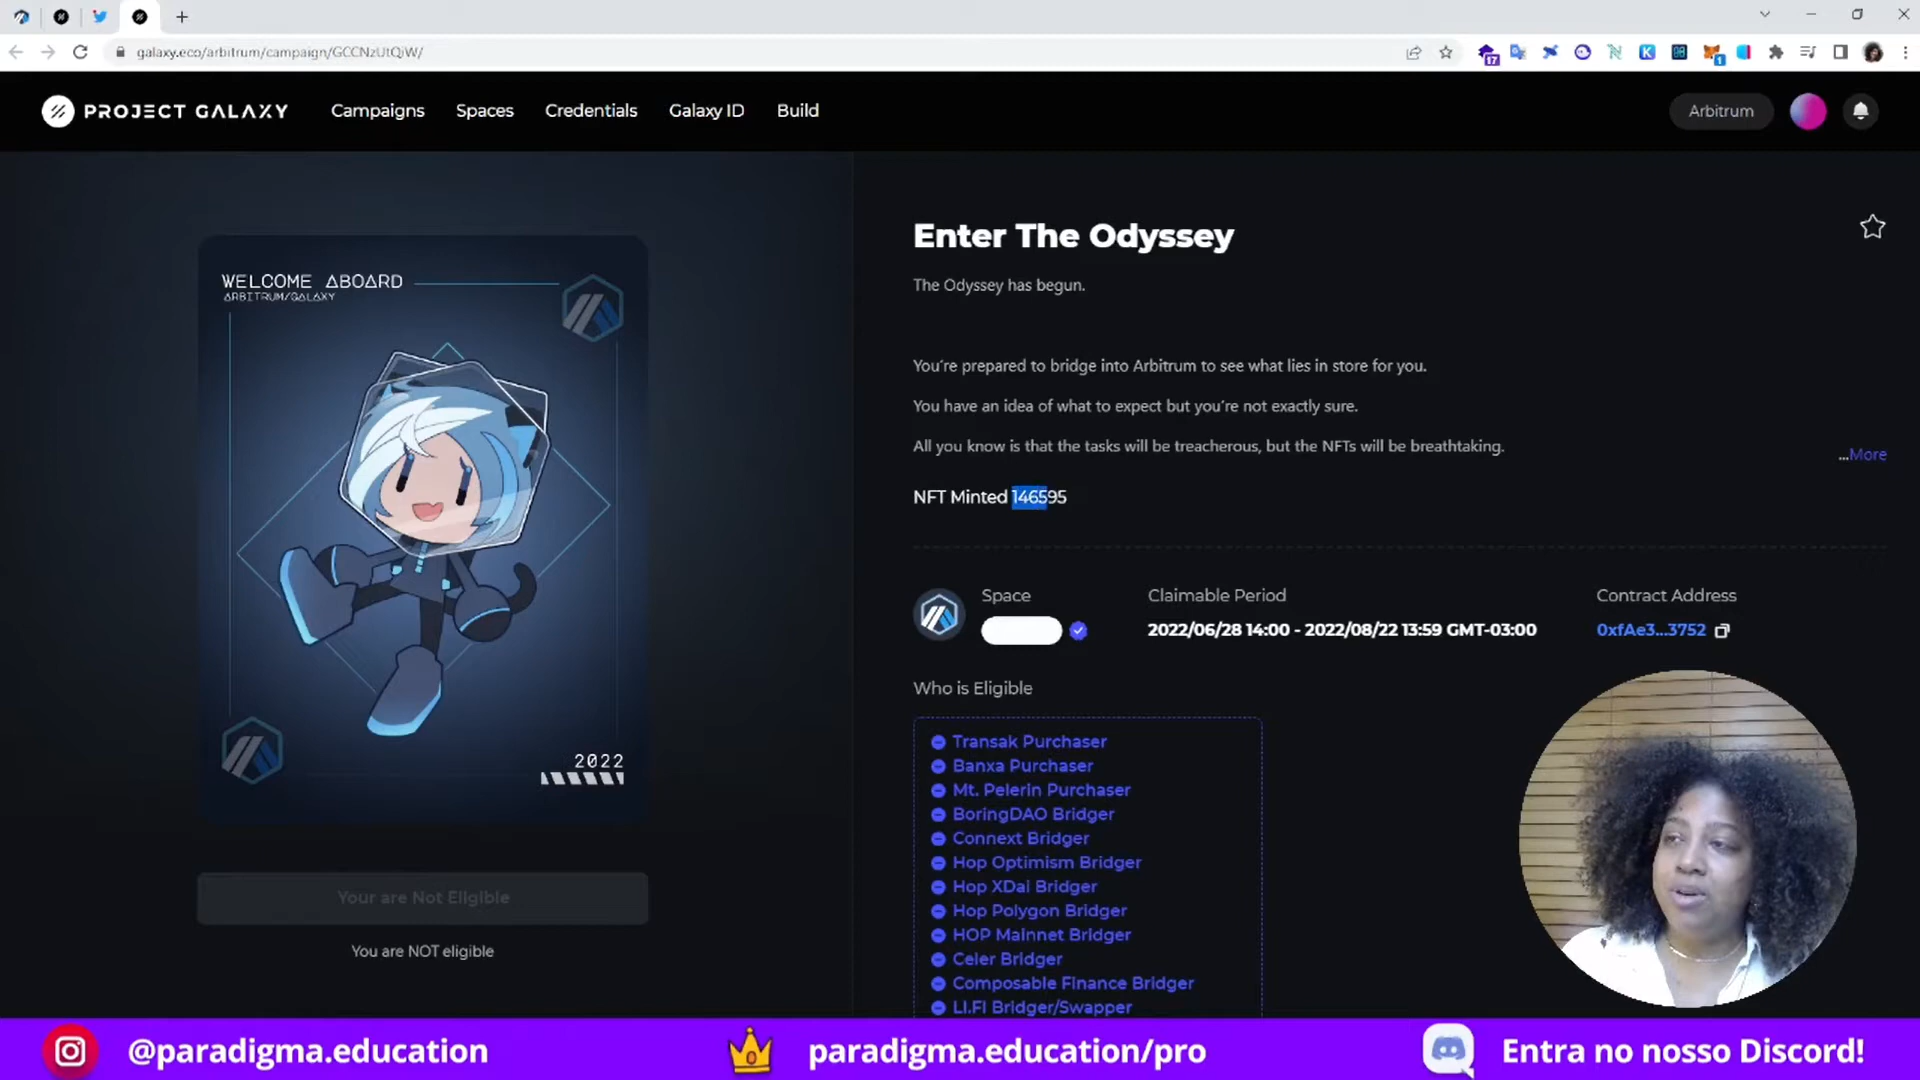 galaxy.eco/arbitrum/campaign/GCCNzUtQiW/
17
1
PROJECT GALAXY
Campaigns
Spaces
Credentials
Galaxy ID
Build
Arbitrum
WELCOME ABOARD
ARBITRUM/GALAXY
2022
Your are Not Eligible
You are NOT eligible
Enter The Odyssey
The Odyssey has begun.
You're prepared to bridge into Arbitrum to see what lies in store for you.
You have an idea of what to expect but you're not exactly sure.
All you know is that the tasks will be treacherous, but the NFTs will be breathtaking.
...More
NFT Minted 146595
Space
Claimable Period
2022/06/28 14:00 - 2022/08/22 13:59 GMT-03:00
Contract Address
0xfAe3...3752
Who is Eligible
Transak Purchaser
Banxa Purchaser
Mt. Pelerin Purchaser
BoringDAO Bridger
Connext Bridger
Hop Optimism Bridger
Hop XDai Bridger
Hop Polygon Bridger
HOP Mainnet Bridger
Celer Bridger
Composable Finance Bridger
LI.FI Bridger/Swapper
@paradigma.education
paradigma.education/pro
Entra no nosso Discord!